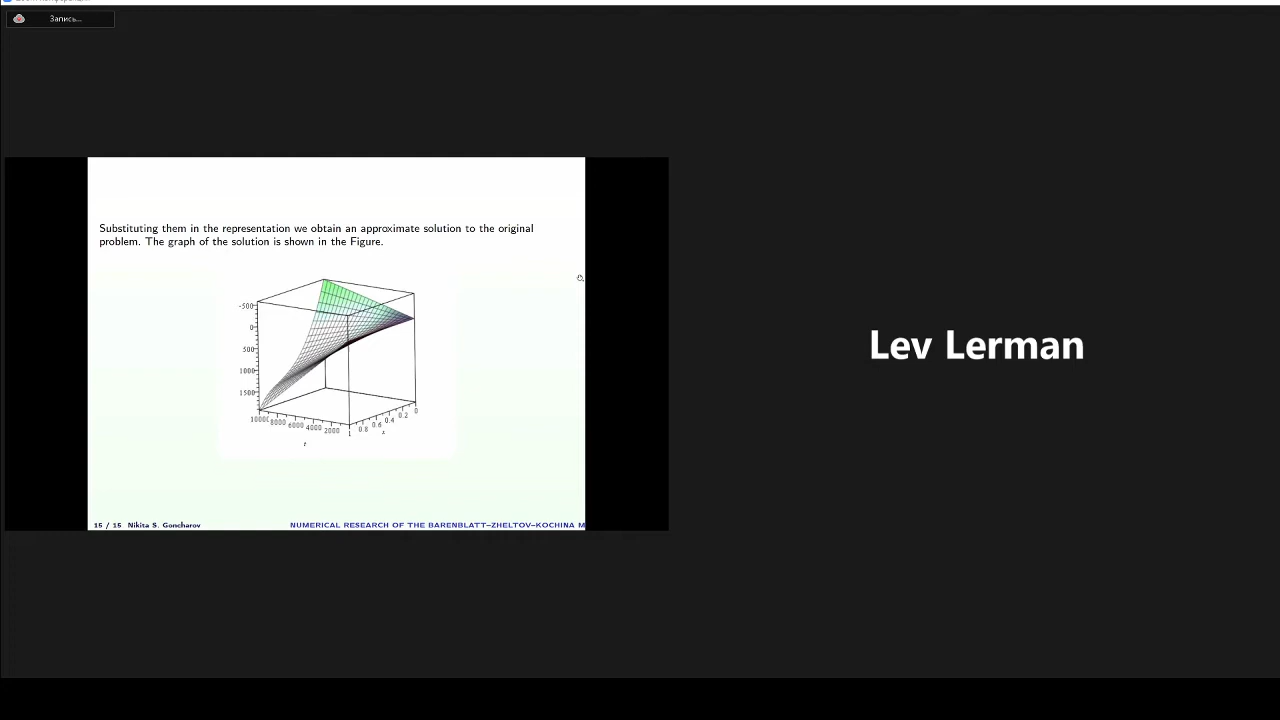 Запись...
Substituting them in the representation we obtain an approximate solution to the original
problem. The graph of the solution is shown in the Figure.
-500
0
500
1000
1500
10000 8000 6000 4000 2000
t
1 0.8 0.6 0.4 0.2 0
x
15 / 15 Nikita S. Goncharov
NUMERICAL RESEARCH OF THE BARENBLATT–ZHELTOV–KOCHINA M
Lev Lerman